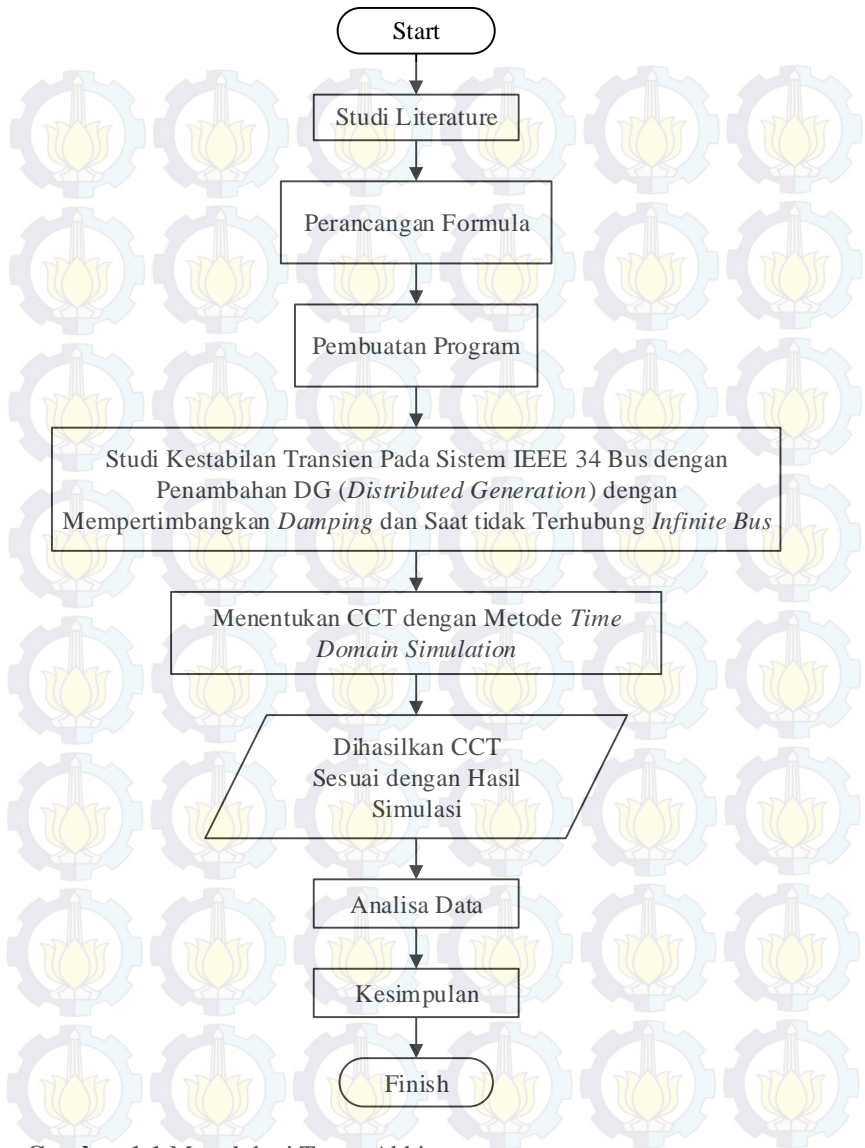 Start
Studi Literature
Perancangan Formula
Pembuatan Program
Studi Kestabilan Transien Pada Sistem IEEE 34 Bus dengan
Penambahan DG (Distributed Generation) dengan
Mempertimbangkan Damping dan Saat tidak Terhubung Infinite Bus
Menentukan CCT dengan Metode Time
Domain Simulation
Dihasilkan CCT
Sesuai dengan Hasil
Simulasi
Analisa Data
Kesimpulan
Finish